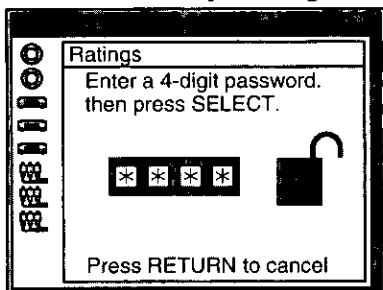 Ratings
Enter a 4-digit password.
then press SELECT.
* * * *
Press RETURN to cancel